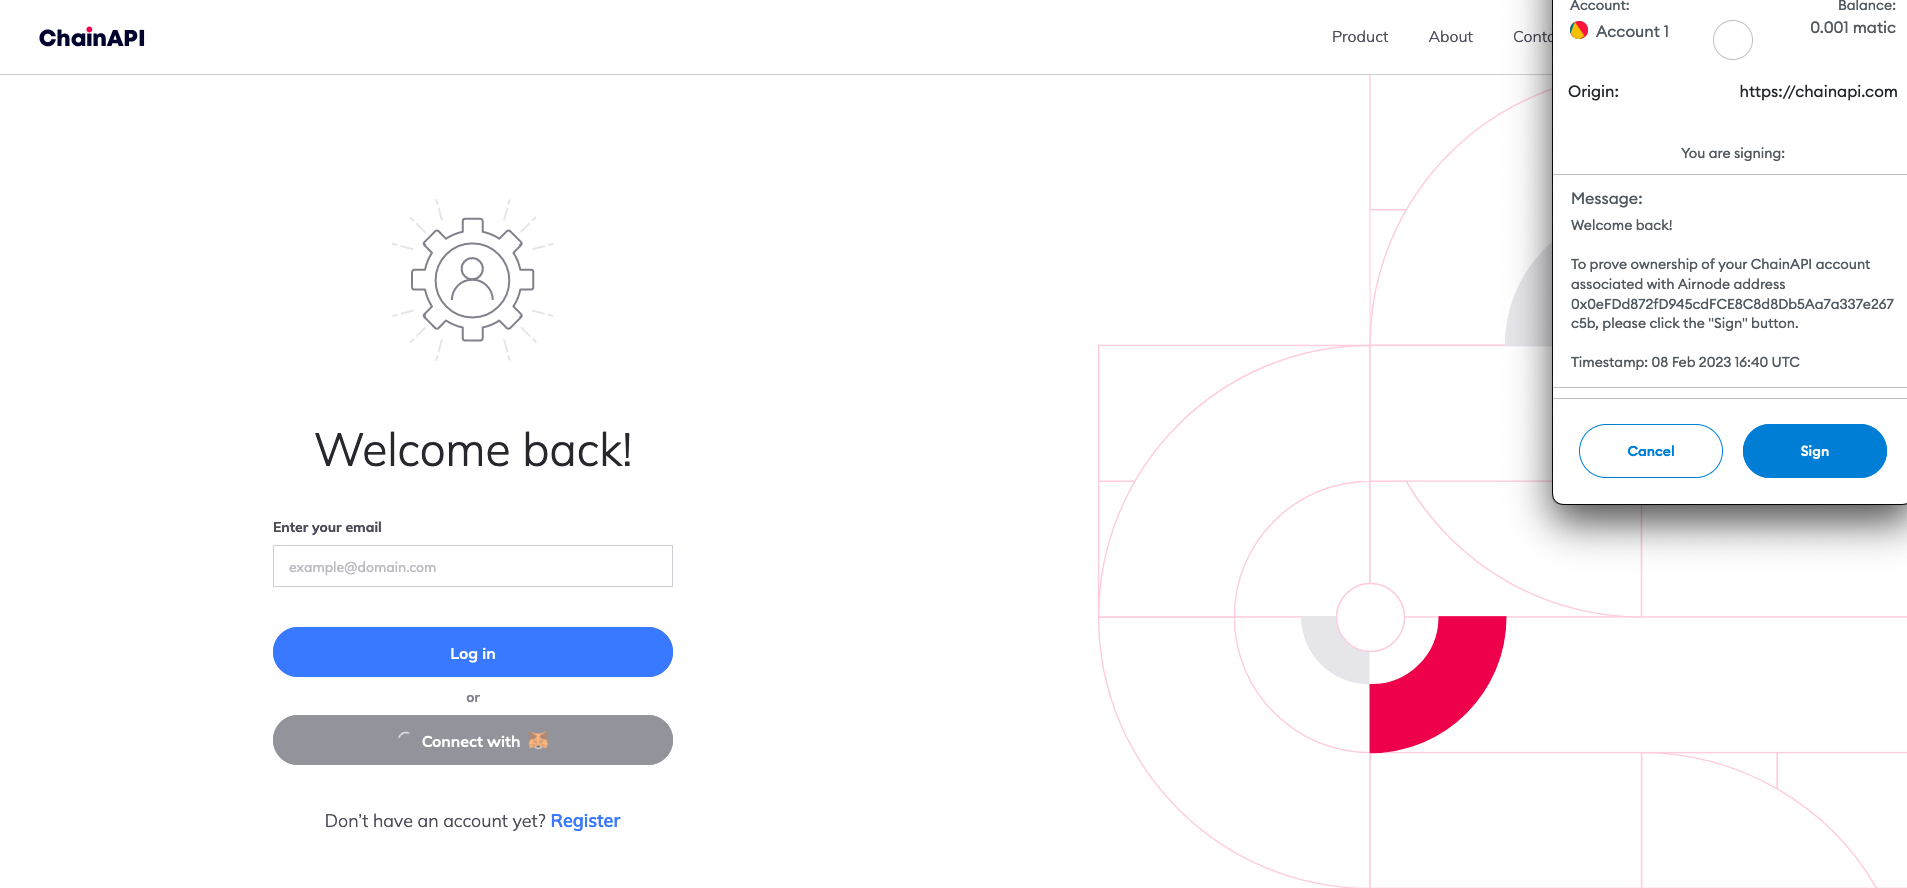 ChainAPI
Product
About
Account:
Balance:
Account 1
0.001 matic
Origin:
https://chainapi.com
You are signing:
Message:
Welcome back!
To prove ownership of your ChainAPI account
associated with Airnode address
0x0eFDd872fD945cdFCE8C8d8Db5Aa7a337e267
c5b, please click the "Sign" button.
Timestamp: 08 Feb 2023 16:40 UTC
Cancel
Sign
Welcome back!
Enter your email
example@domain.com
Log in
or
Connect with
Don't have an account yet? Register